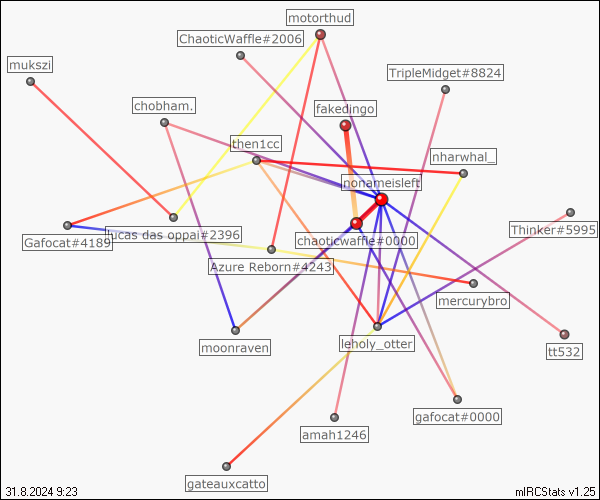 motorthud
ChaoticWaffle#2006
mukszi
TripleMidget#8824
chobham.
fakedingo
then1cc
nharwhal_
nonameisleft
Thinker#5995
lucas das oppai#2396
Gafocat#4189
chaoticwaffle#0000
Azure Reborn#4243
mercurybro
moonraven
leholy_otter
tt532
gafocat#0000
amah1246
gateauxcatto
31.8.2024 9:23
mIRCStats v1.25